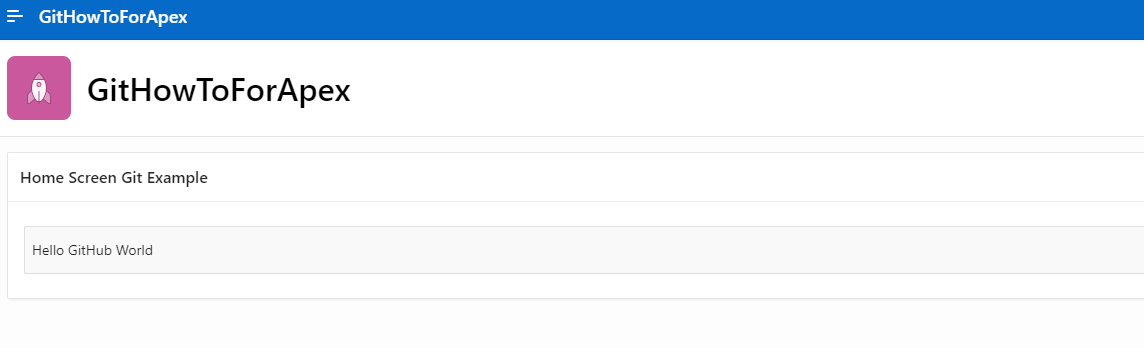 GitHowToForApex
GitHowToForApex
Home Screen Git Example
Hello GitHub World